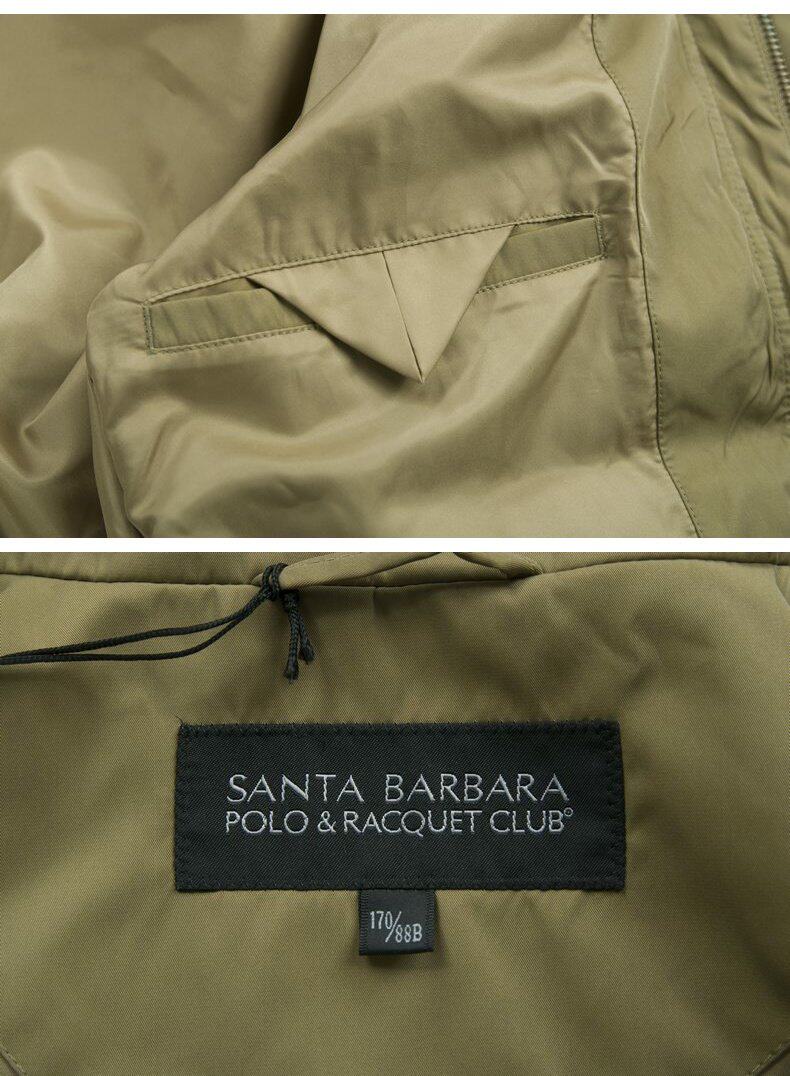 SANTA BARBARA
POLO & RACQUET CLUB®
170/88B